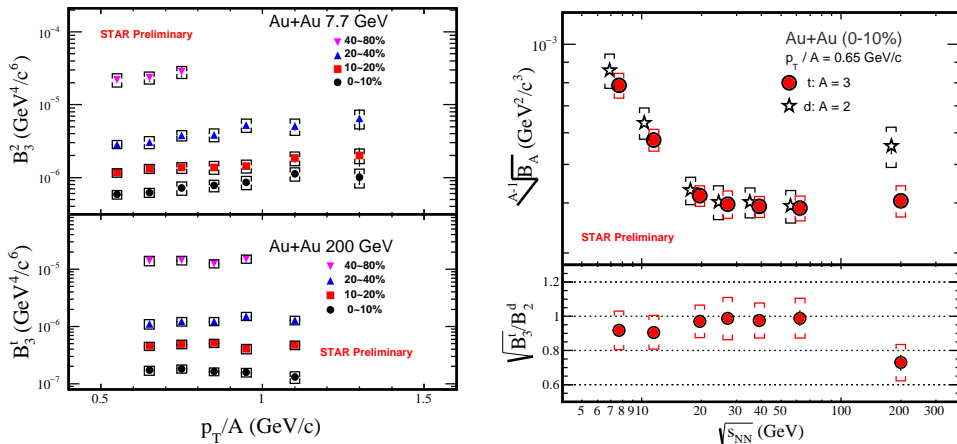 Au+Au 7.7 GeV
STAR Preliminary
40~80%
20~40%
10~20%
0~10%
B₃² (GeV⁴/c⁶)
10⁻⁴
10⁻⁵
10⁻⁶
Au+Au 200 GeV
40~80%
20~40%
10~20%
0~10%
STAR Preliminary
B₃ᵗ (GeV⁴/c⁶)
10⁻⁵
10⁻⁶
10⁻⁷
0.5 1 1.5
p_T/A (GeV/c)
10⁻³
Au+Au (0-10%)
p_T / A = 0.65 GeV/c
t: A = 3
d: A = 2
ᴬ⁻¹√B_A (GeV²/c³)
STAR Preliminary
√B₃ᵗ/B₂ᵈ
1.2
1.0
0.8
0.6
5 6 7 8 910 20 30 40 100 200 300
√s_NN (GeV)